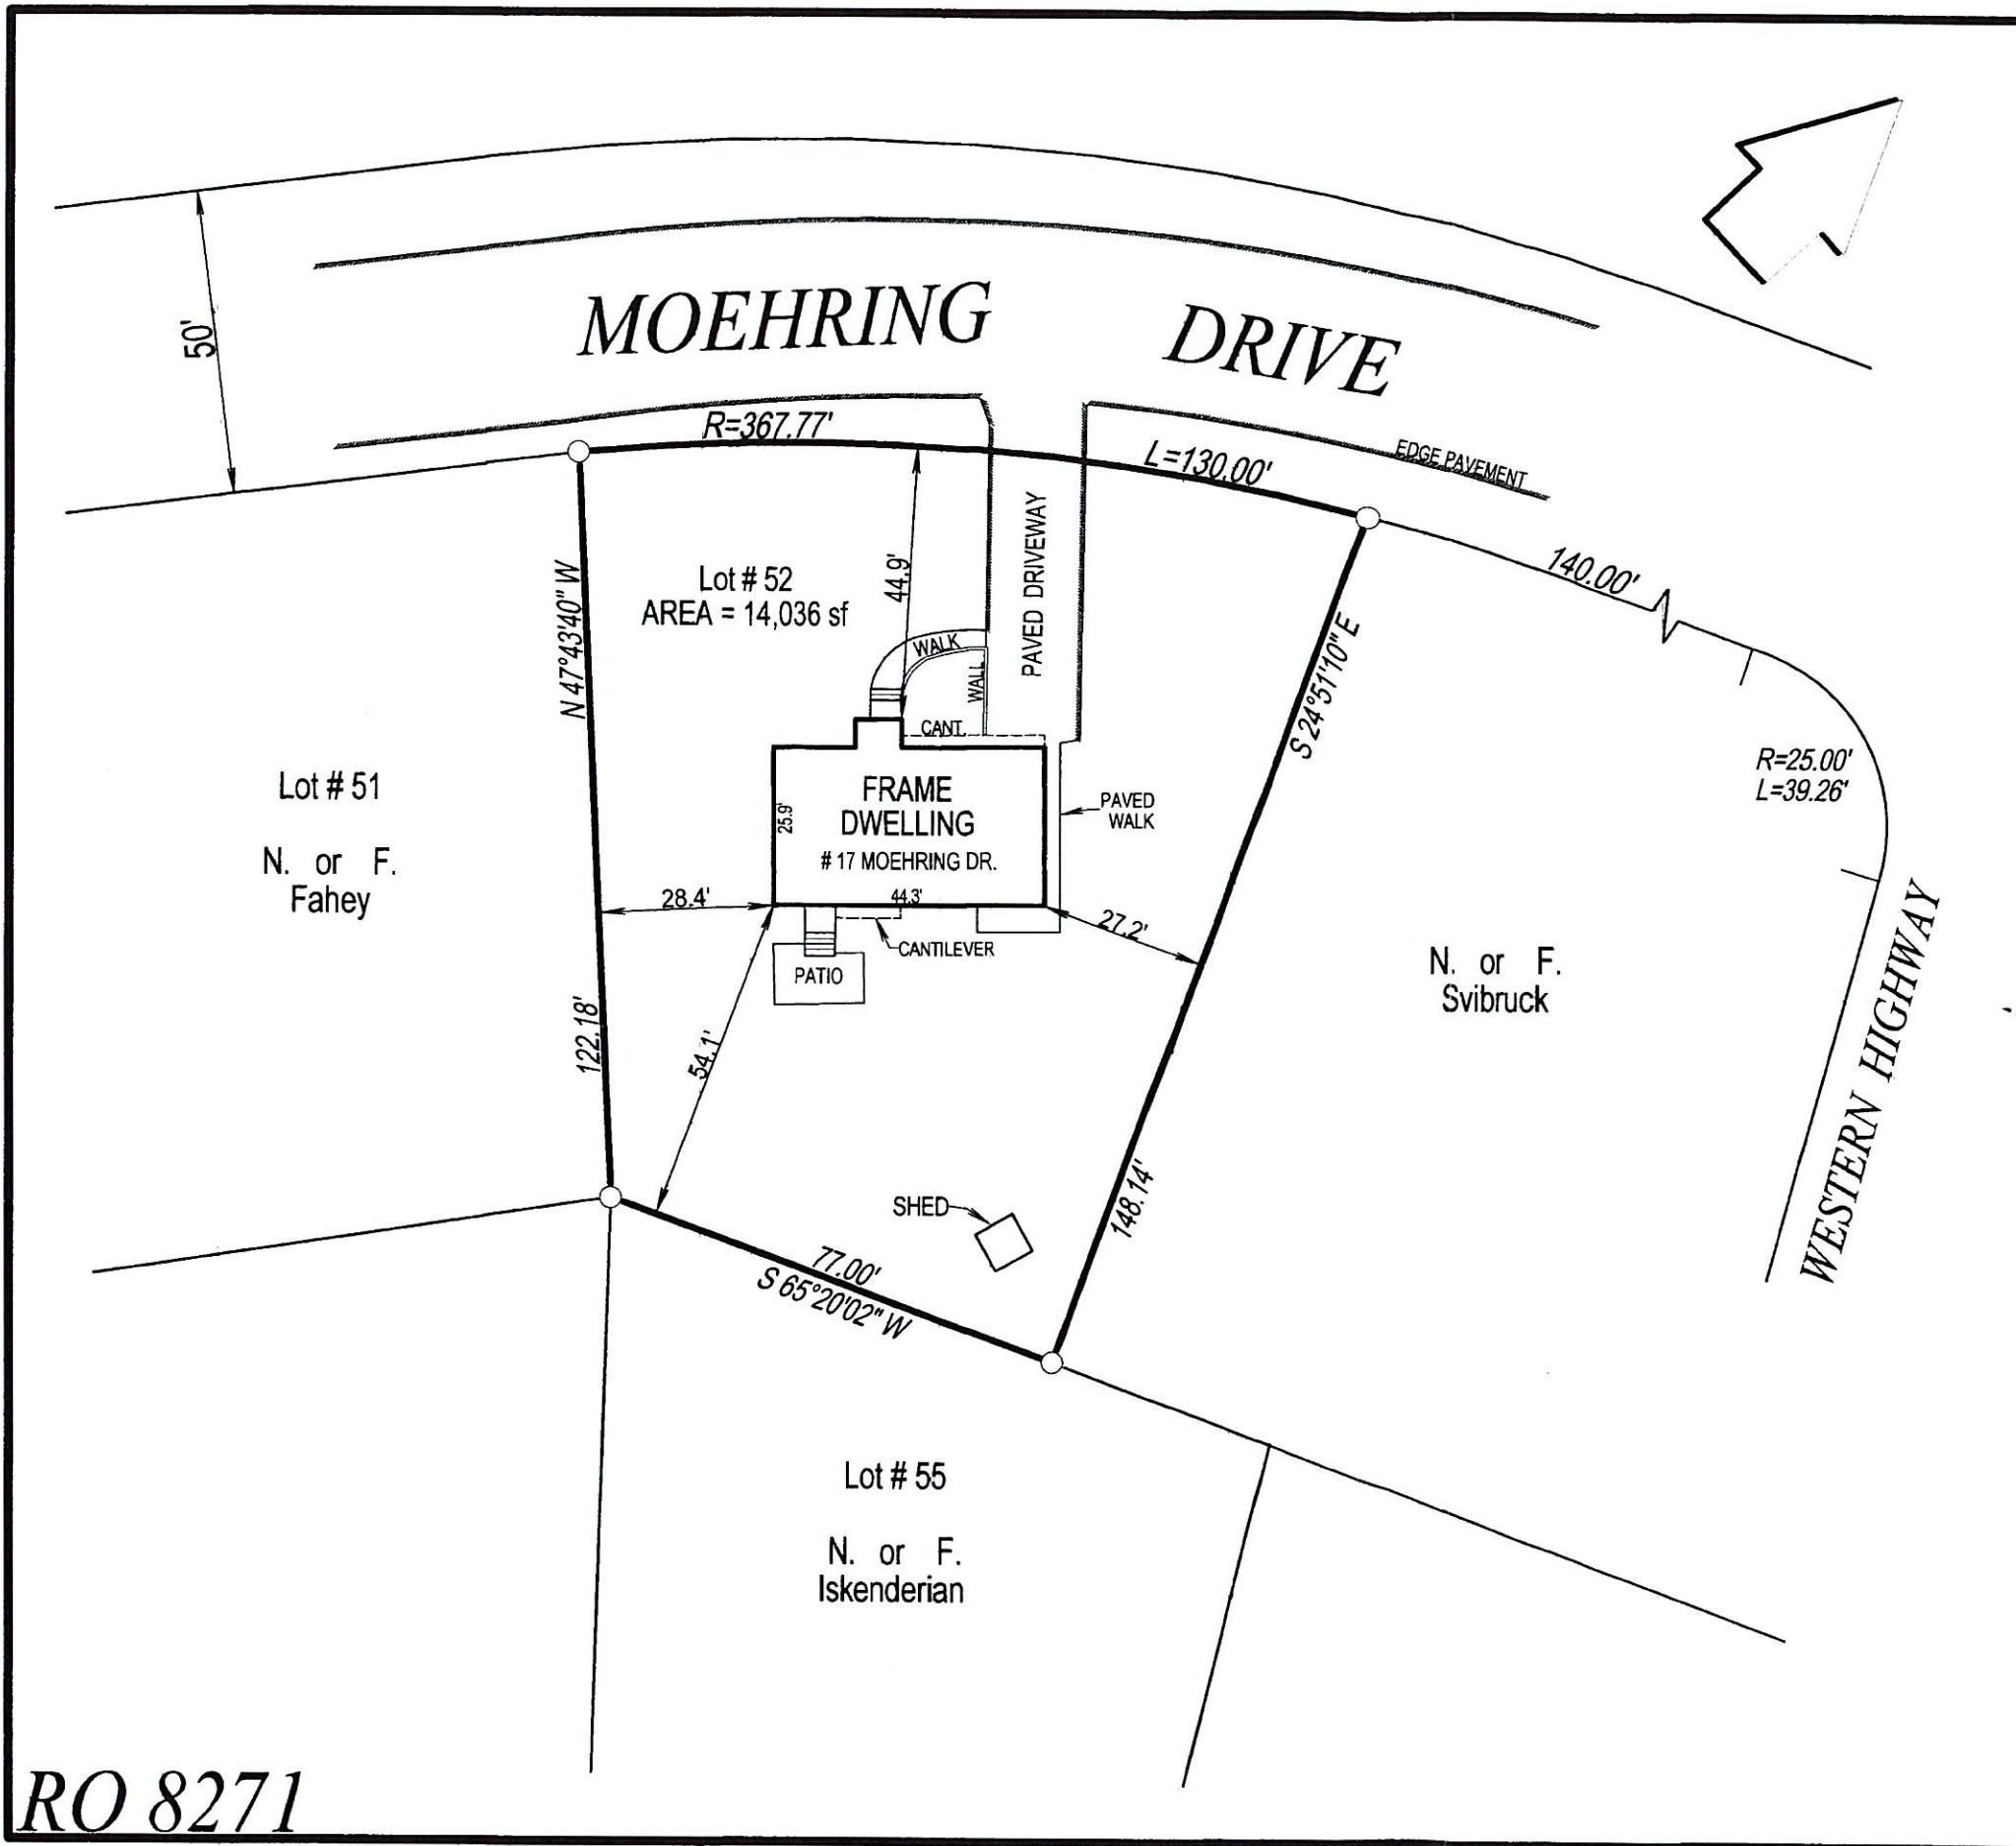 50'
MOEHRING DRIVE
R=367.77'
L=130.00'
EDGE PAVEMENT
140.00'
Lot # 52
AREA = 14,036 sf
44.9'
PAVED DRIVEWAY
N 47°43'40" W
122.18'
S 24°51'10" E
148.14'
WALK
WALL
CANT.
Lot # 51
N. or F.
Fahey
FRAME
DWELLING
# 17 MOEHRING DR.
25.9'
44.3'
PAVED
WALK
R=25.00'
L=39.26'
WESTERN HIGHWAY
28.4'
27.2'
CANTILEVER
PATIO
54.1'
N. or F.
Svibruck
SHED
77.00'
S 65°20'02" W
Lot # 55
N. or F.
Iskenderian
RO 8271